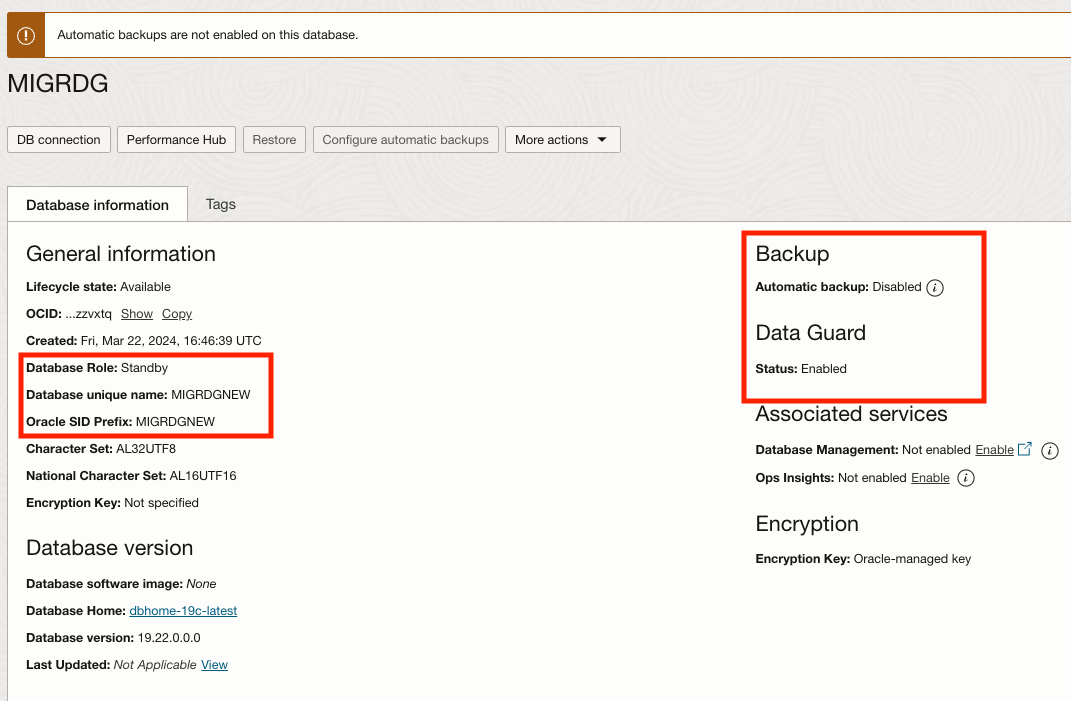 Automatic backups are not enabled on this database.
MIGRDG
DB connection
Performance Hub
Restore
Configure automatic backups
More actions
Database information
Tags
General information
Lifecycle state: Available
OCID: ...zzvxtq Show Copy
Created: Fri, Mar 22, 2024, 16:46:39 UTC
Database Role: Standby
Database unique name: MIGRDGNEW
Oracle SID Prefix: MIGRDGNEW
Character Set: AL32UTF8
National Character Set: AL16UTF16
Encryption Key: Not specified
Database version
Database software image: None
Database Home: dbhome-19c-latest
Database version: 19.22.0.0.0
Last Updated: Not Applicable View
Backup
Automatic backup: Disabled
Data Guard
Status: Enabled
Associated services
Database Management: Not enabled Enable
Ops Insights: Not enabled Enable
Encryption
Encryption Key: Oracle-managed key